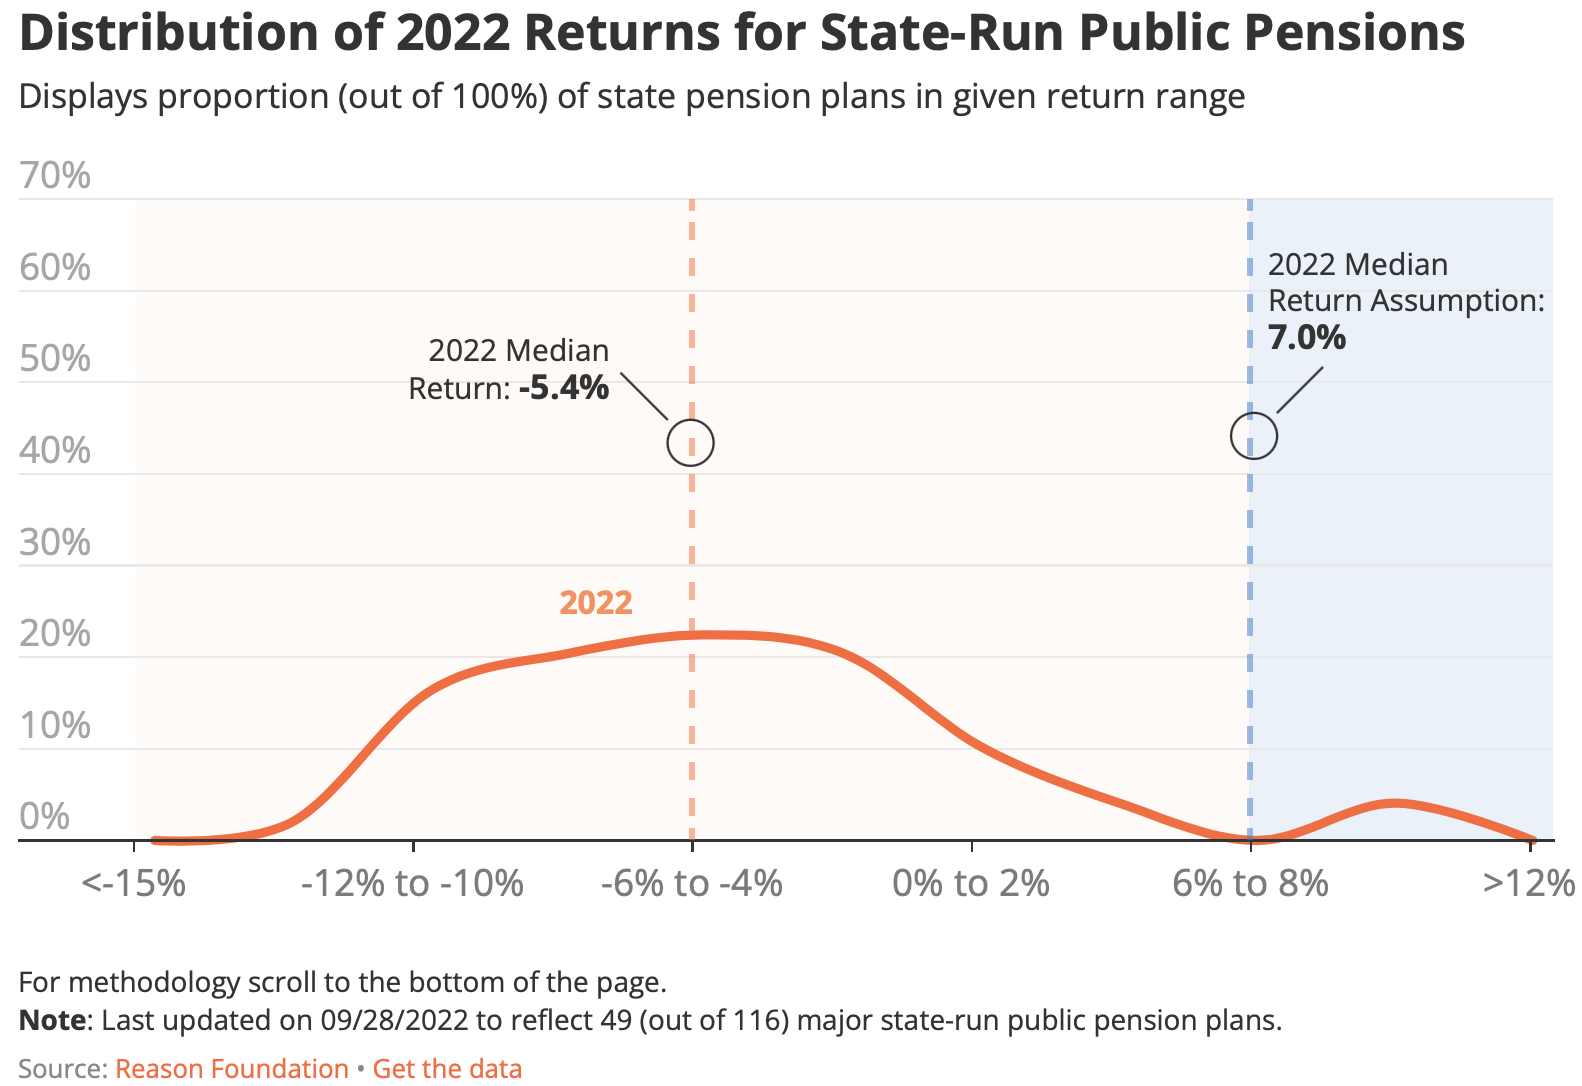 Distribution of 2022 Returns for State-Run Public Pensions
Displays proportion (out of 100%) of state pension plans in given return range
70%
60%
50%
40%
30%
20%
10%
0%
2022 Median
Return: -5.4%
2022 Median
Return Assumption:
7.0%
2022
<-15%
-12% to -10%
-6% to -4%
0% to 2%
6% to 8%
>12%
For methodology scroll to the bottom of the page.
Note: Last updated on 09/28/2022 to reflect 49 (out of 116) major state-run public pension plans.
Source: Reason Foundation • Get the data